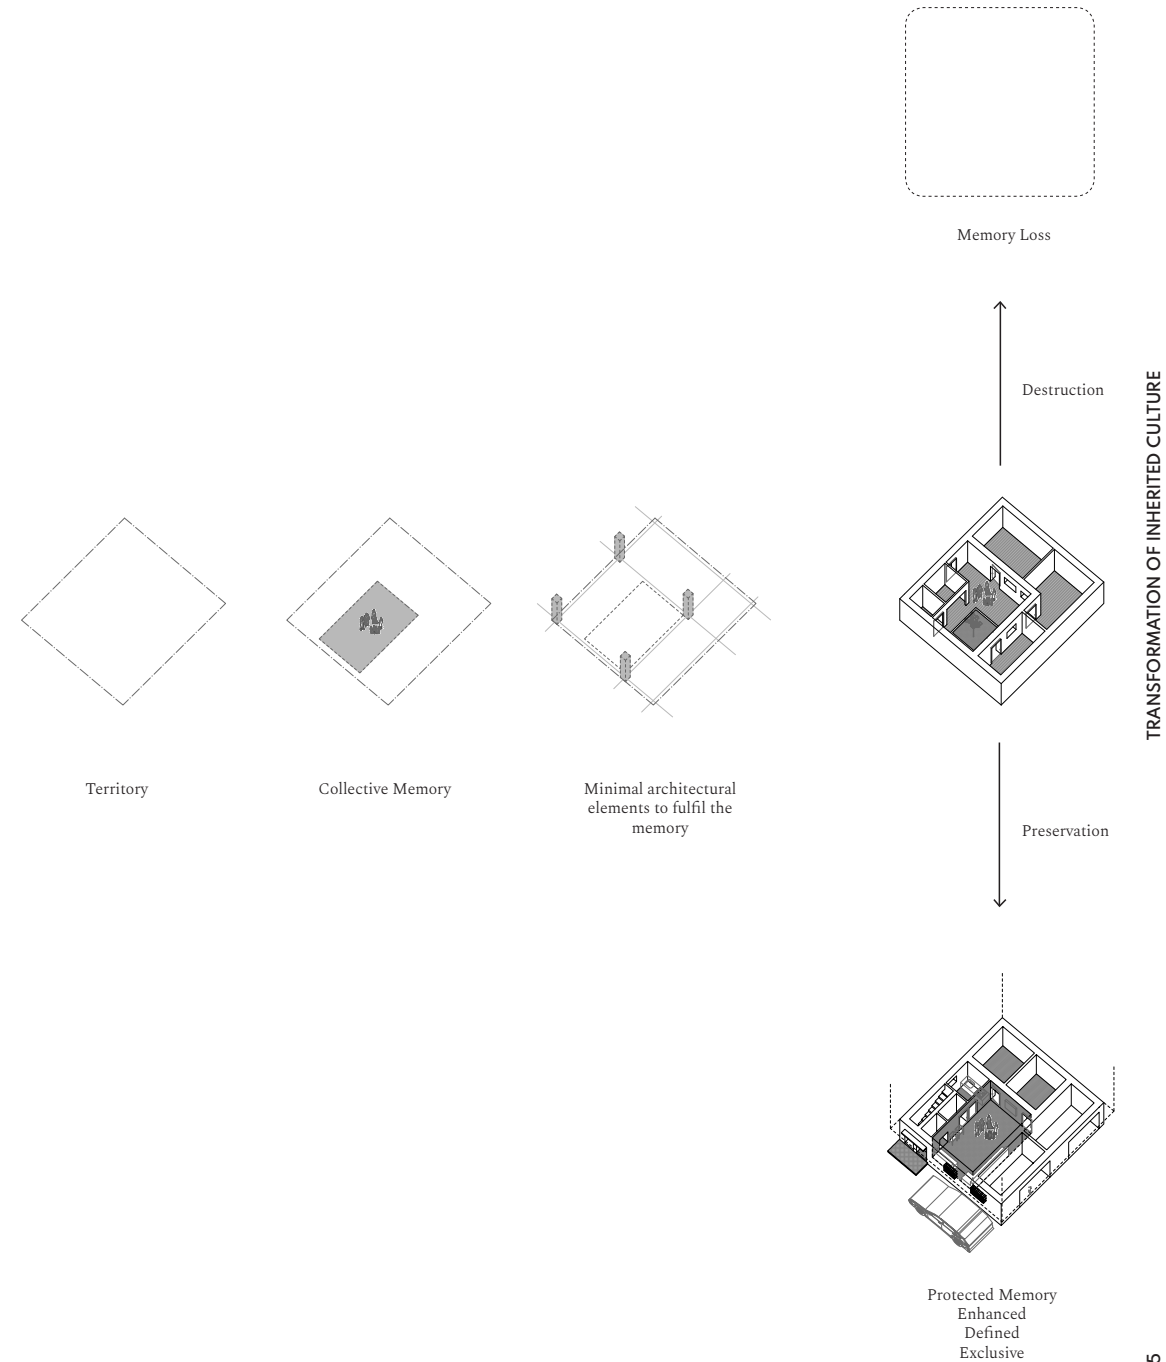 Memory Loss
Destruction
TRANSFORMATION OF INHERITED CULTURE
Territory
Collective Memory
Minimal architectural
elements to fulfil the
memory
Preservation
Protected Memory
Enhanced
Defined
Exclusive
5